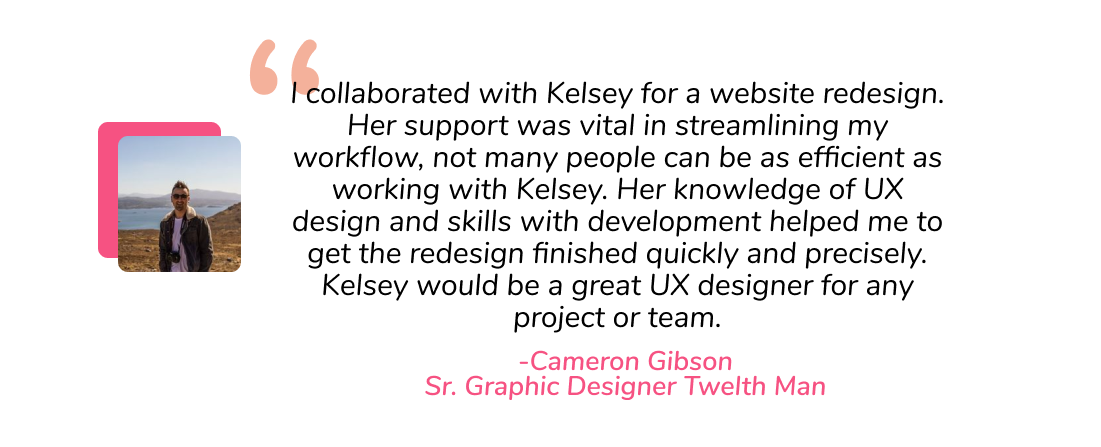 “
I collaborated with Kelsey for a website redesign.
Her support was vital in streamlining my
workflow, not many people can be as efficient as
working with Kelsey. Her knowledge of UX
design and skills with development helped me to
get the redesign finished quickly and precisely.
Kelsey would be a great UX designer for any
project or team.
-Cameron Gibson
Sr. Graphic Designer Twelth Man